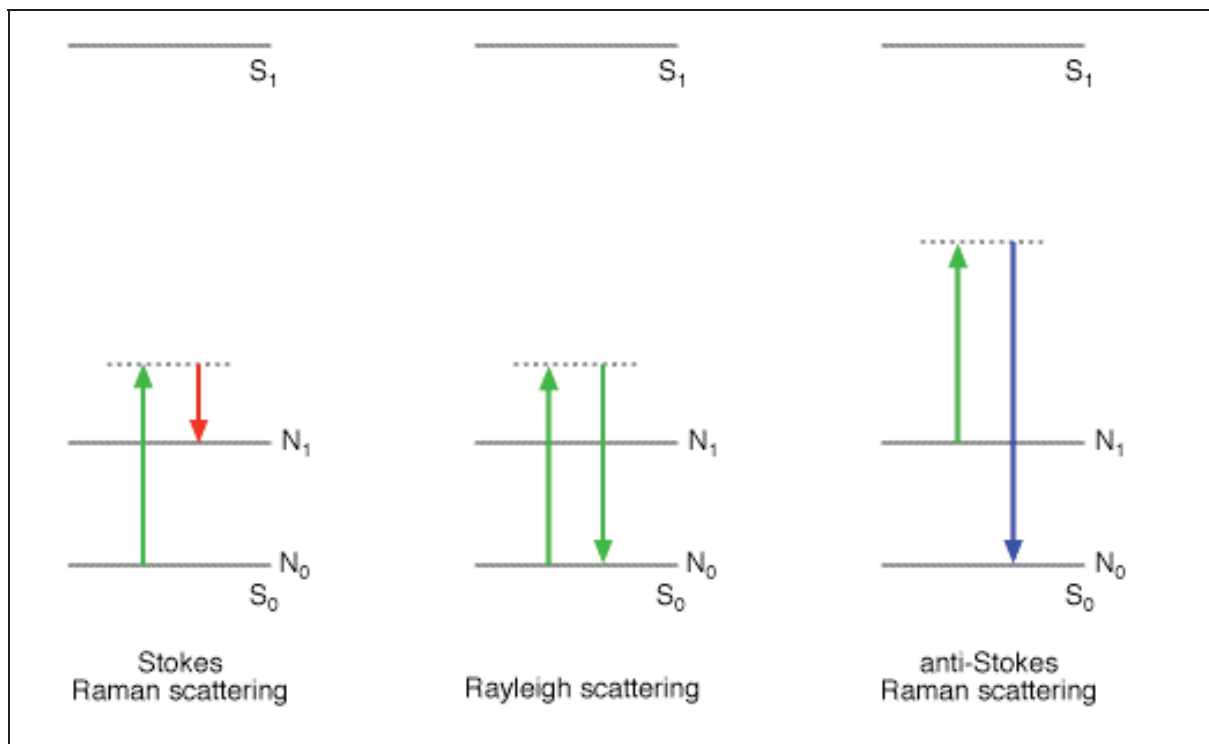 S₁
S₁
S₁
N₁
N₁
N₁
N₀
N₀
N₀
S₀
S₀
S₀
Stokes
Raman scattering
Rayleigh scattering
anti-Stokes
Raman scattering